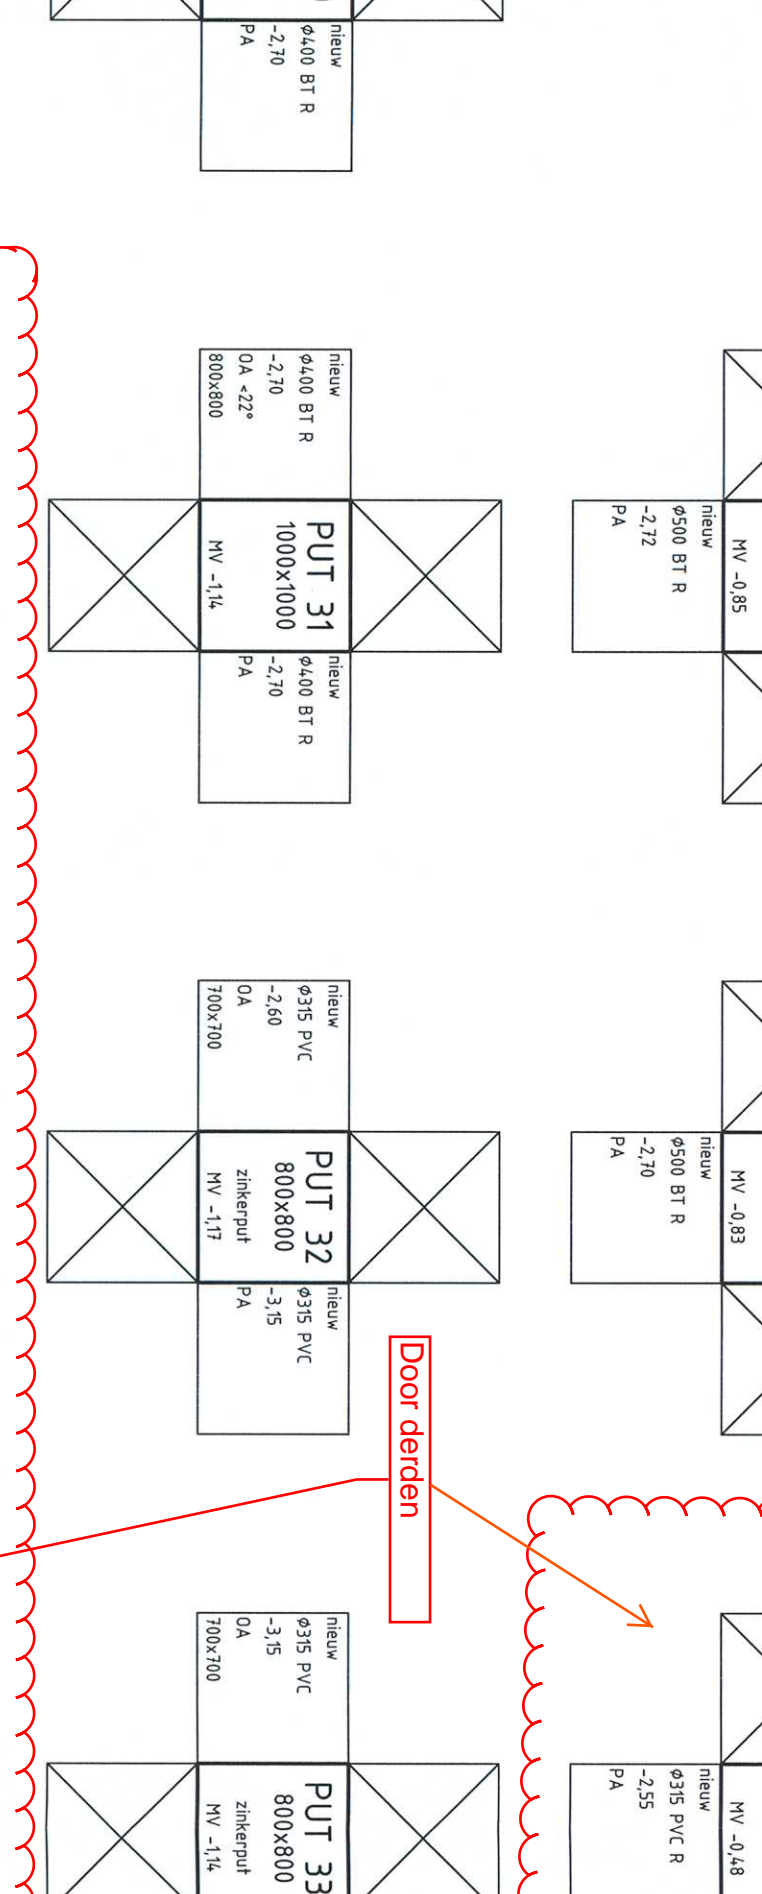 nieuw
ø400 BT R
-2,70
PA
nieuw
ø400 BT R
-2,70
OA <22°
800x800
PUT 31
1000x1000
MV -1,14
nieuw
ø400 BT R
-2,70
PA
MV -0,85
nieuw
ø500 BT R
-2,72
PA
nieuw
ø315 PVC
-2,60
OA
700x700
PUT 32
800x800
zinkerput
MV -1,17
nieuw
ø315 PVC
-3,15
PA
MV -0,83
nieuw
ø500 BT R
-2,70
PA
Door derden
nieuw
ø315 PVC
-3,15
OA
700x700
PUT 33
800x800
zinkerput
MV -1,14
MV -0,48
nieuw
ø315 PVC R
-2,55
PA